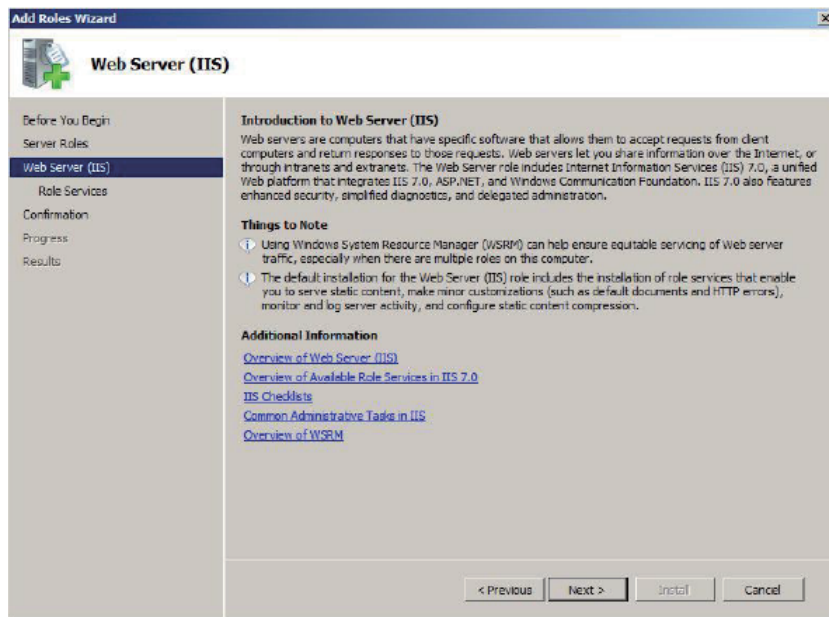 Add Roles Wizard
Web Server (IIS)
Before You Begin
Server Roles
Web Server (IIS)
Role Services
Confirmation
Progress
Results
Introduction to Web Server (IIS)
Web servers are computers that have specific software that allows them to accept requests from client
computers and return responses to those requests. Web servers let you share information over the Internet, or
through intranets and extranets. The Web Server role includes Internet Information Services (IIS) 7.0, a unified
Web platform that integrates IIS 7.0, ASP.NET, and Windows Communication Foundation. IIS 7.0 also features
enhanced security, simplified diagnostics, and delegated administration.
Things to Note
Using Windows System Resource Manager (WSRM) can help ensure equitable servicing of Web server
traffic, especially when there are multiple roles on this computer.
The default installation for the Web Server (IIS) role includes the installation of role services that enable
you to serve static content, make minor customizations (such as default documents and HTTP errors),
monitor and log server activity, and configure static content compression.
Additional Information
Overview of Web Server (IIS)
Overview of Available Role Services in IIS 7.0
IIS Checklists
Common Administrative Tasks in IIS
Overview of WSRM
< Previous
Next >
Install
Cancel